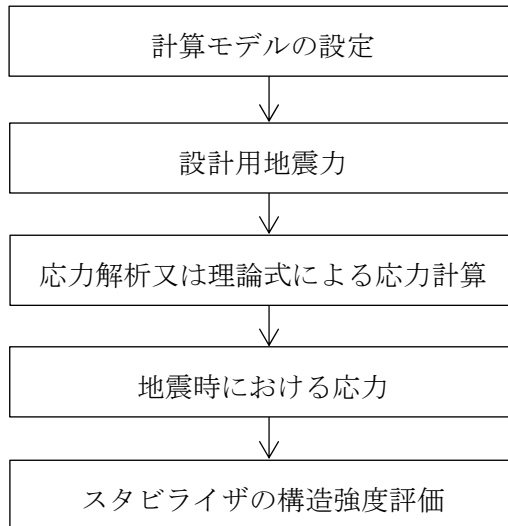 計算モデルの設定
設計用地震力
応力解析又は理論式による応力計算
地震時における応力
スタビライザの構造強度評価